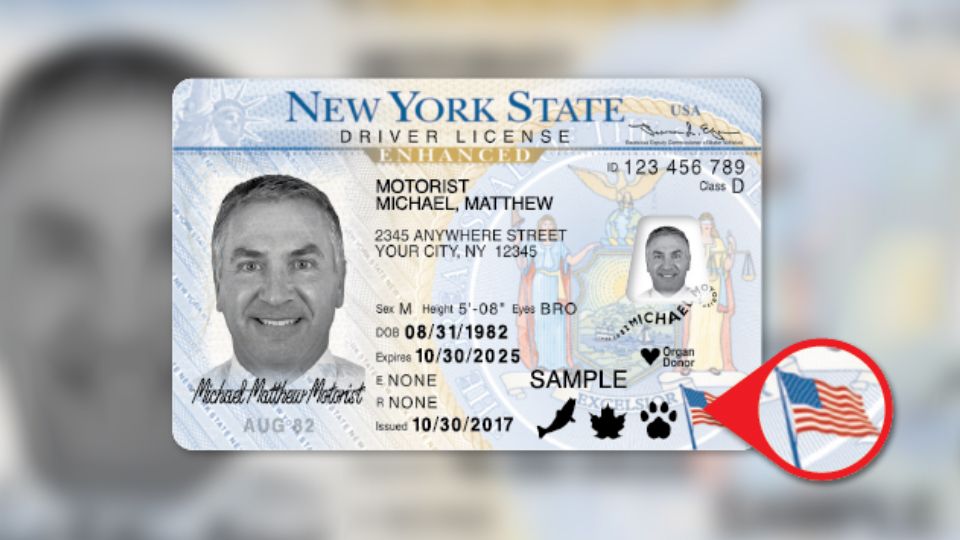 NEW YORK STATE
USA
DRIVER LICENSE
ENHANCED
ID 123 456 789
Class D
MOTORIST
MICHAEL, MATTHEW
2345 ANYWHERE STREET
YOUR CITY, NY 12345
Sex M Height 5'-08" Eyes BRO
DOB 08/31/1982
Expires 10/30/2025
E NONE
R NONE
Issued 10/30/2017
MICHAEL
Organ
Donor
SAMPLE
EXCELSIOR
Michael Matthew Motorist
AUG 82